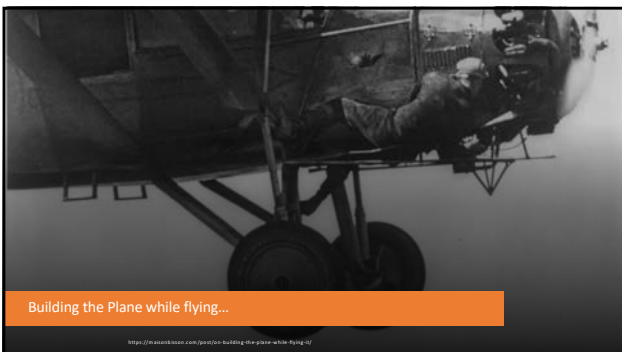 Building the Plane while flying...
https://maisonbisson.com/post/on-building-the-plane-while-flying-it/